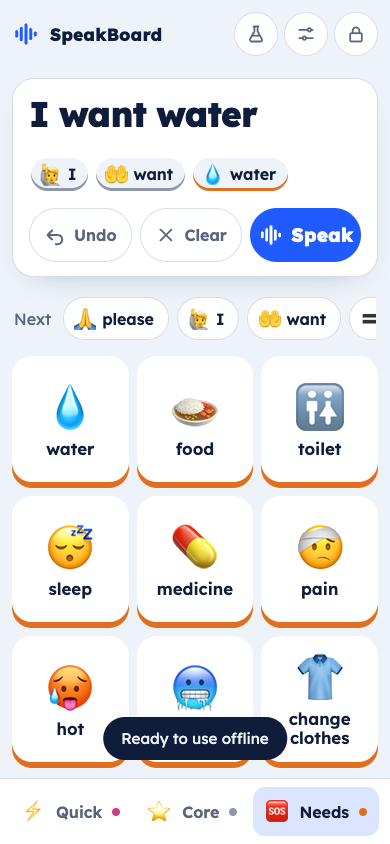 SpeakBoard
I want water
I want water
Undo Clear Speak
Next please I want
water food toilet
sleep medicine pain
hot change
clothes
Ready to use offline
Quick Core SOS Needs